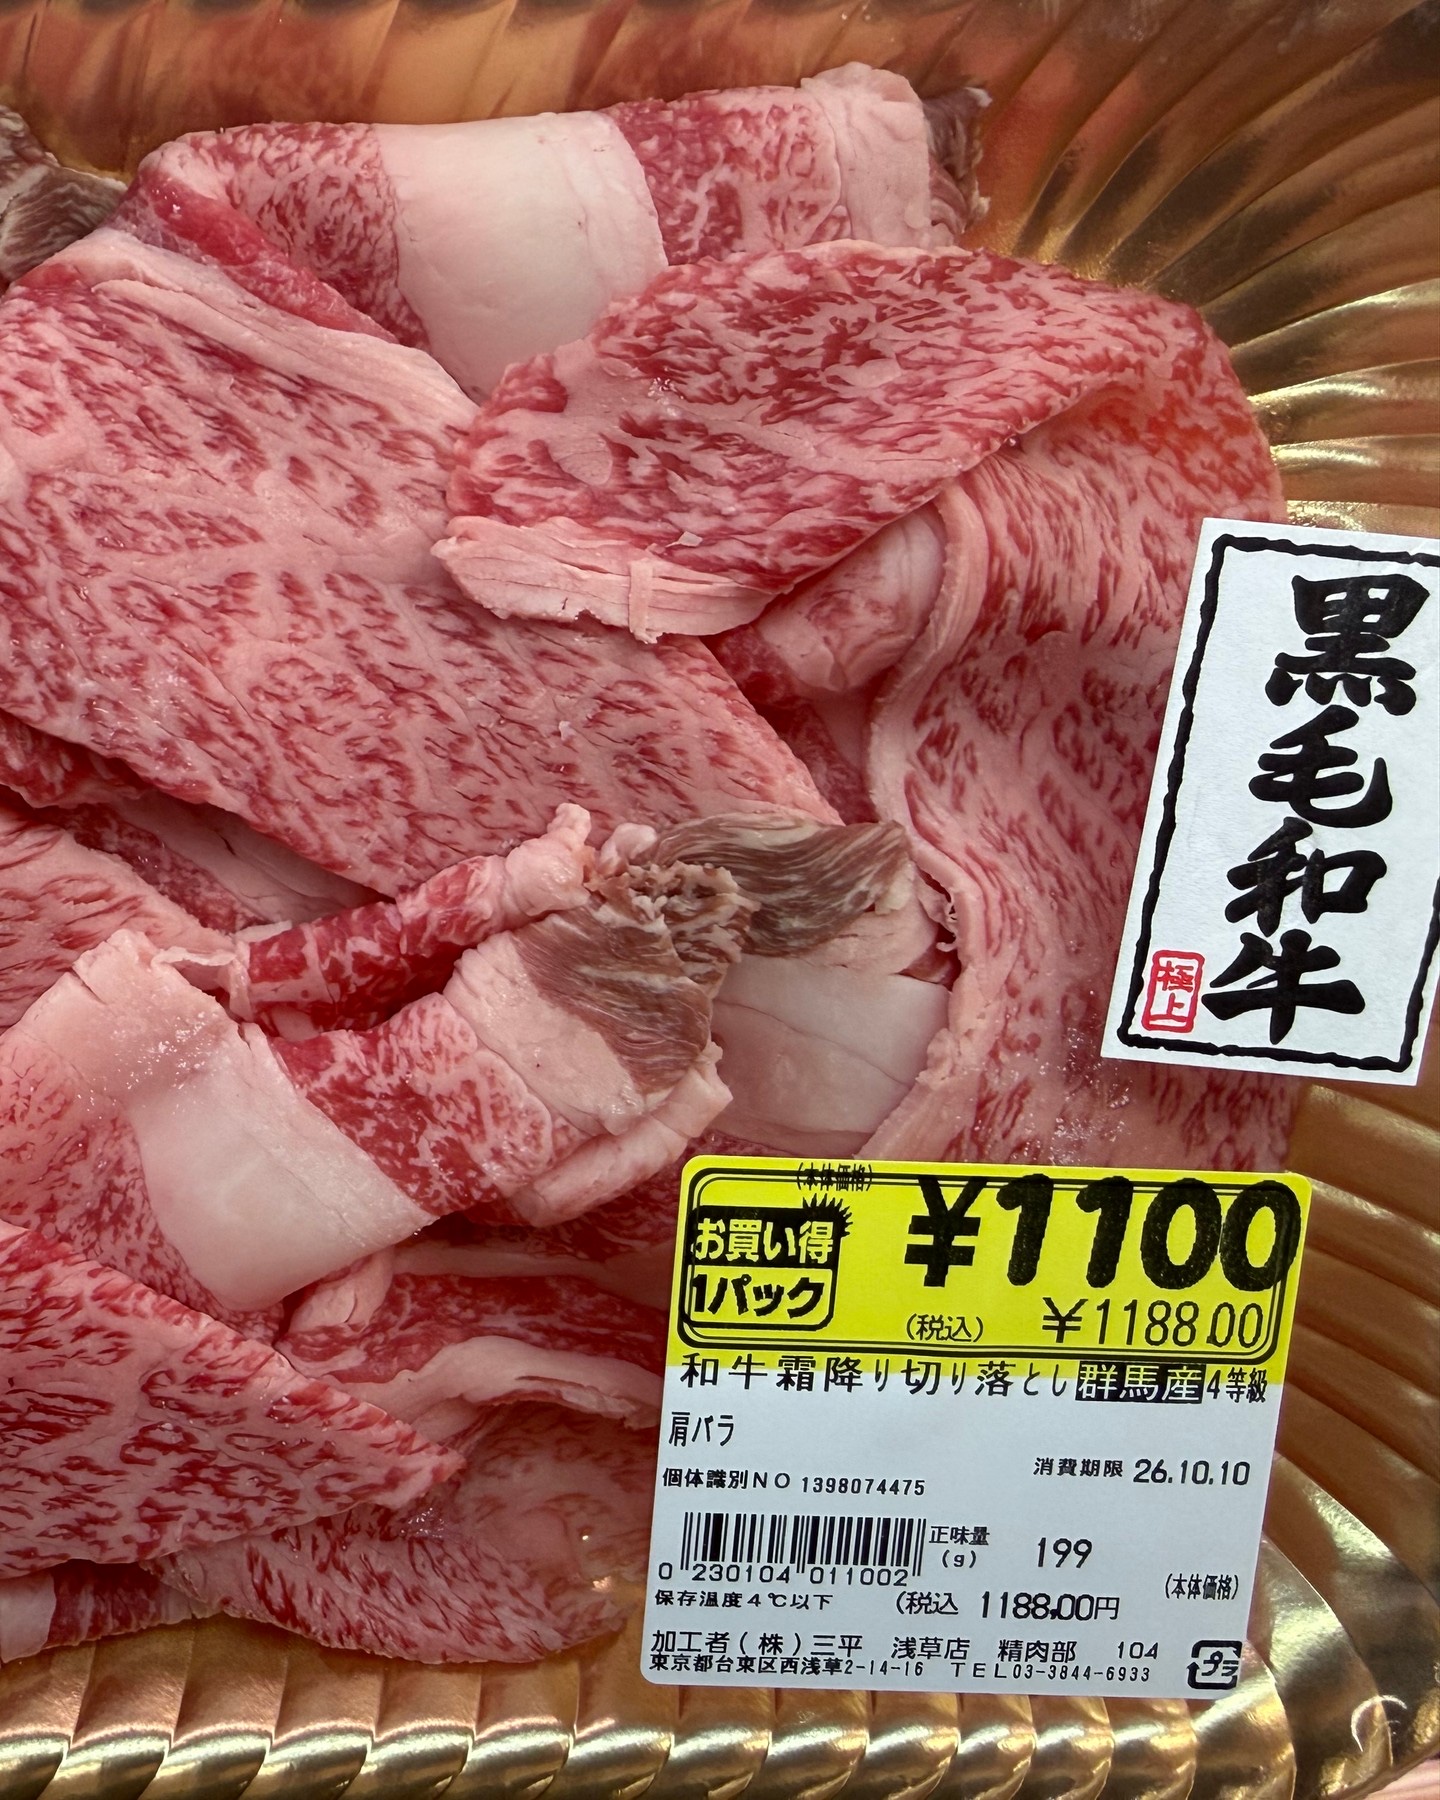 黒毛和牛
極上
(本体価格)
お買い得
1パック
¥1100
(税込) ¥1188.00
和牛霜降り切り落とし群馬産4等級
肩バラ
消費期限 26.10.10
個体識別NO 1398074475
正味量
(g) 199
0 230104 011002
(本体価格)
保存温度4℃以下 (税込 1188.00円
加工者(株)三平 浅草店 精肉部 104
東京都台東区西浅草2-14-16 TEL03-3844-6933
プラ